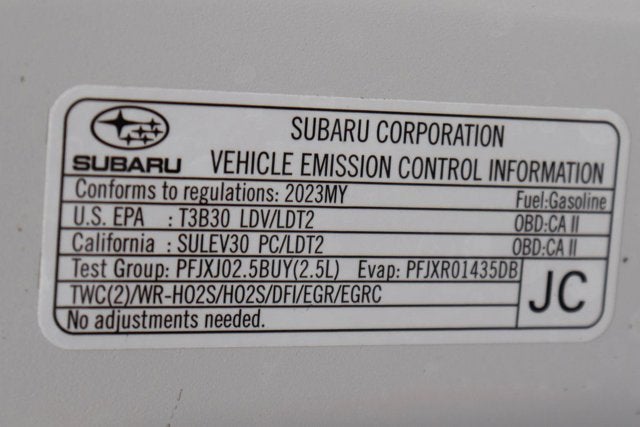 SUBARU CORPORATION
SUBARU VEHICLE EMISSION CONTROL INFORMATION
Conforms to regulations: 2023MY Fuel:Gasoline
U.S. EPA : T3B30 LDV/LDT2 OBD:CA II
California : SULEV30 PC/LDT2 OBD:CA II
Test Group: PFJXJ02.5BUY(2.5L) Evap: PFJXR01435DB
TWC(2)/WR-HO2S/HO2S/DFI/EGR/EGRC JC
No adjustments needed.